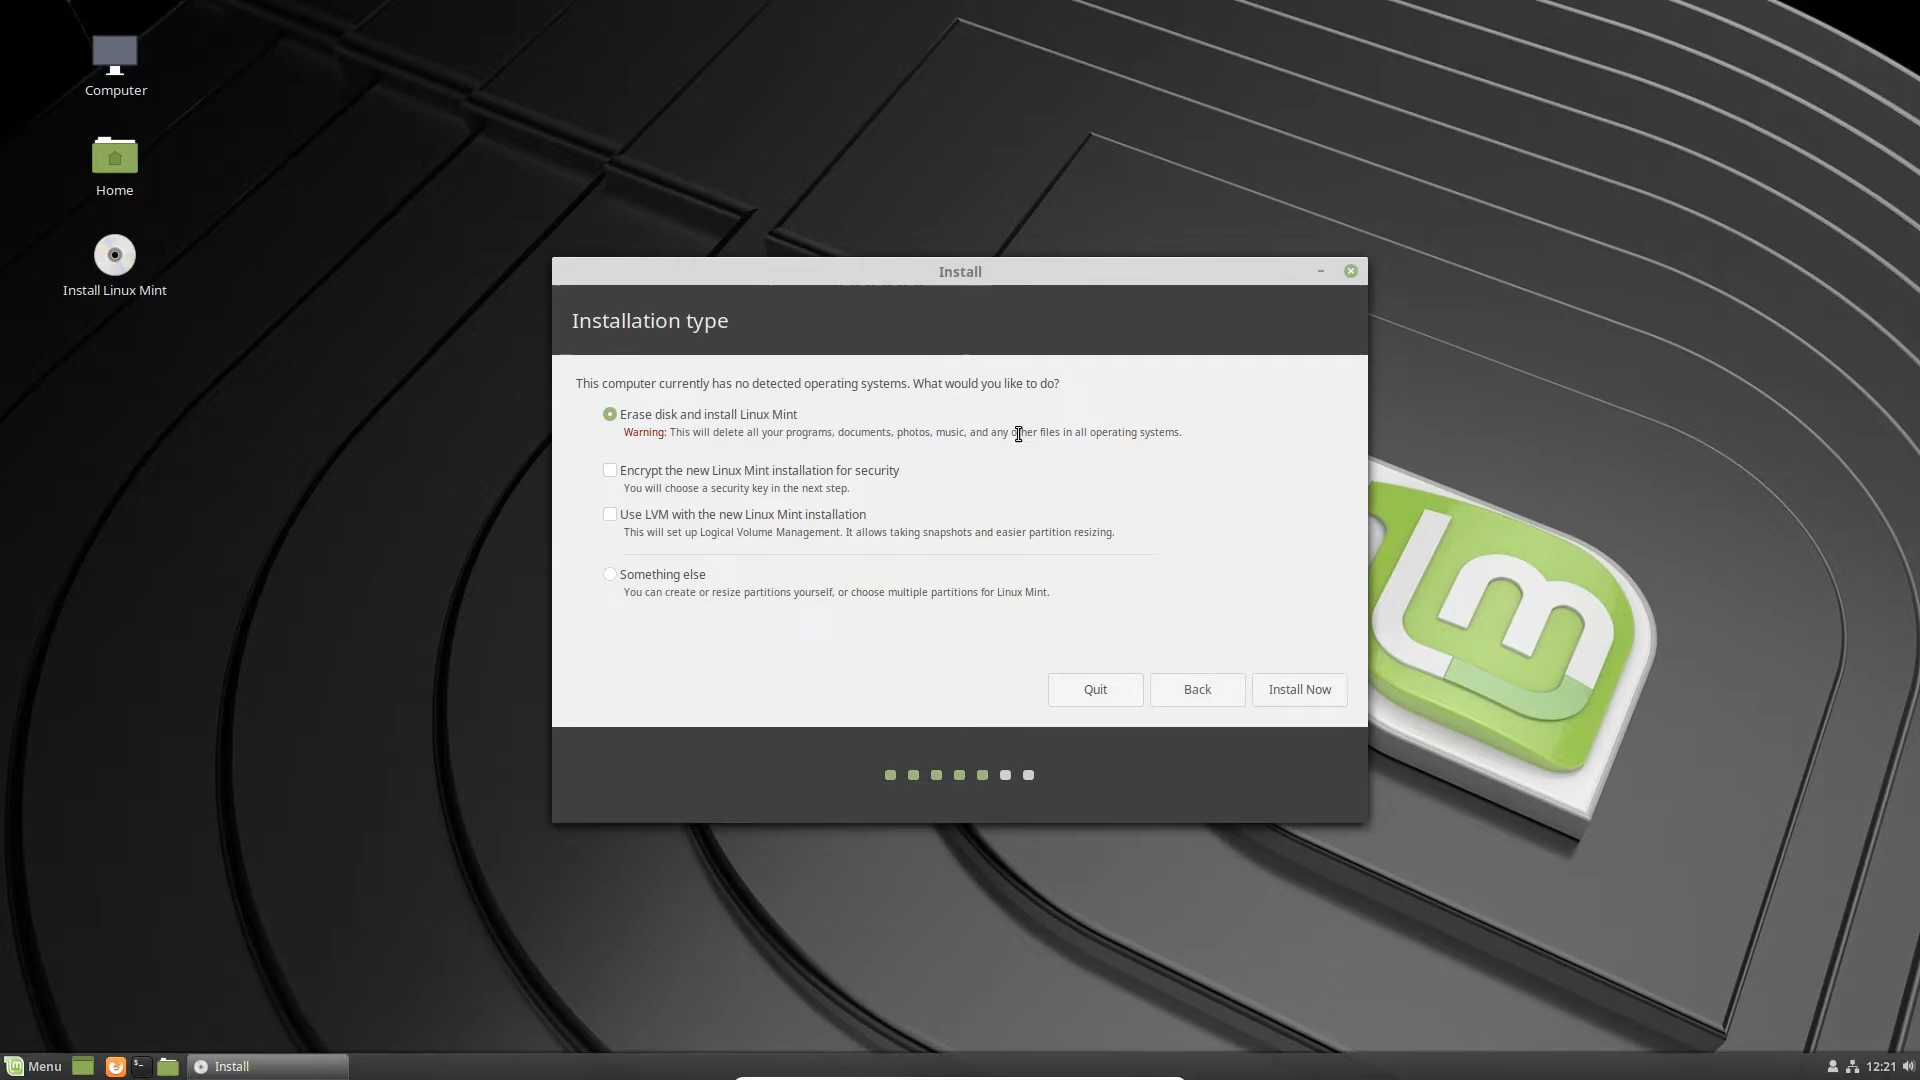 Computer
Home
Install Linux Mint
Install
Installation type
This computer currently has no detected operating systems. What would you like to do?
Erase disk and install Linux Mint
Warning: This will delete all your programs, documents, photos, music, and any other files in all operating systems.
Encrypt the new Linux Mint installation for security
You will choose a security key in the next step.
Use LVM with the new Linux Mint installation
This will set up Logical Volume Management. It allows taking snapshots and easier partition resizing.
Something else
You can create or resize partitions yourself, or choose multiple partitions for Linux Mint.
Quit Back Install Now
Menu Install 12:21